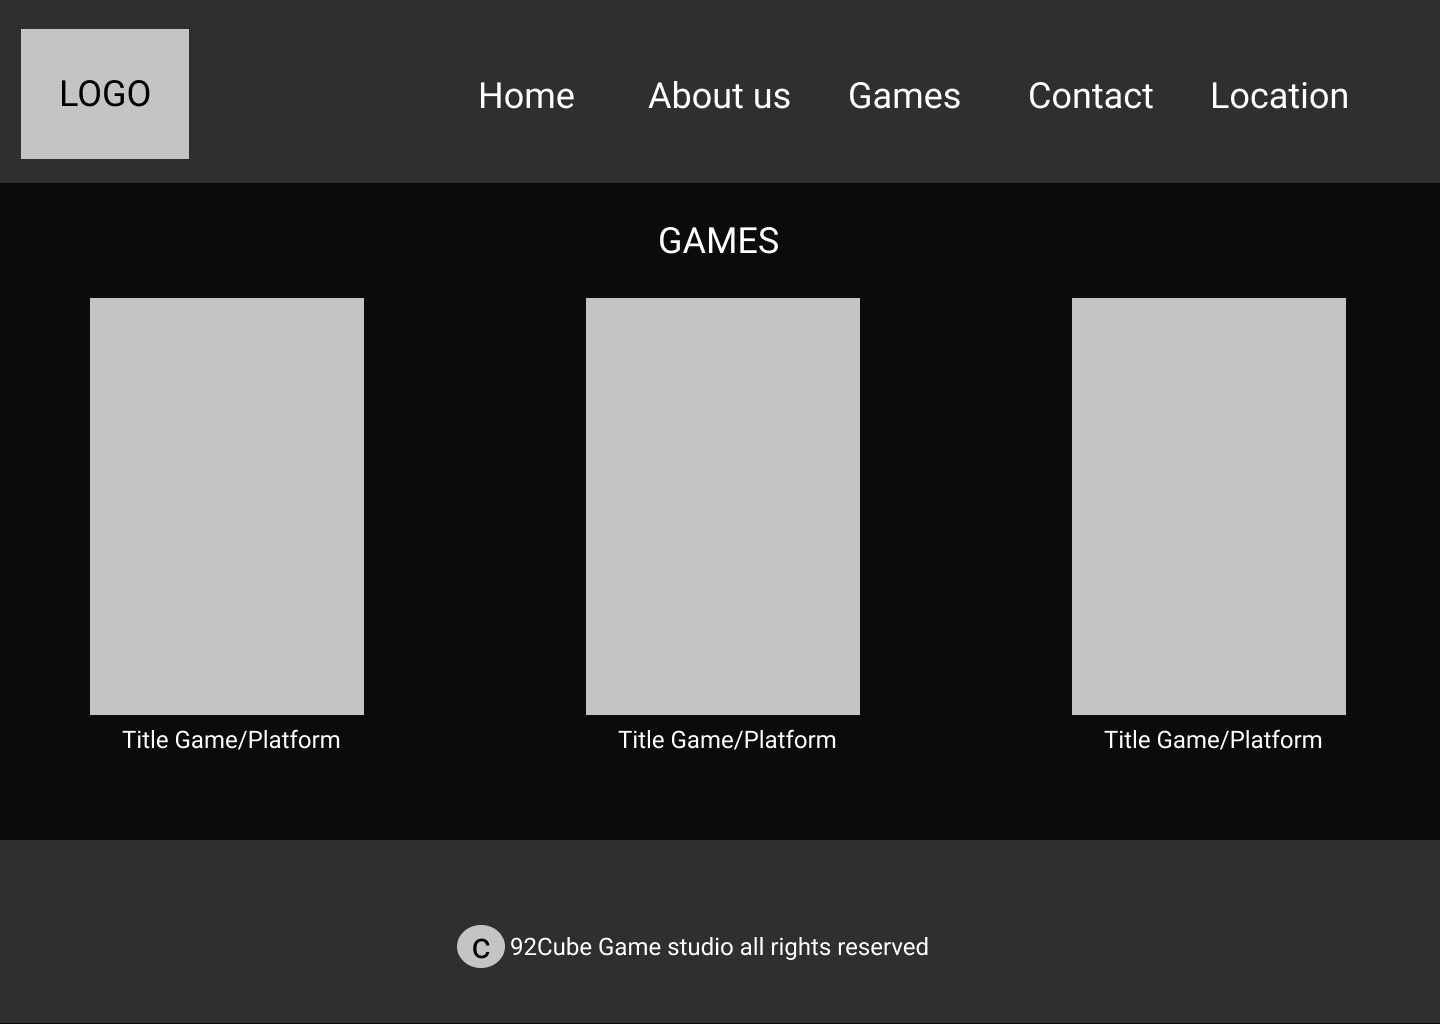 LOGO
Home About us Games Contact Location
GAMES
Title Game/Platform Title Game/Platform Title Game/Platform
C 92Cube Game studio all rights reserved